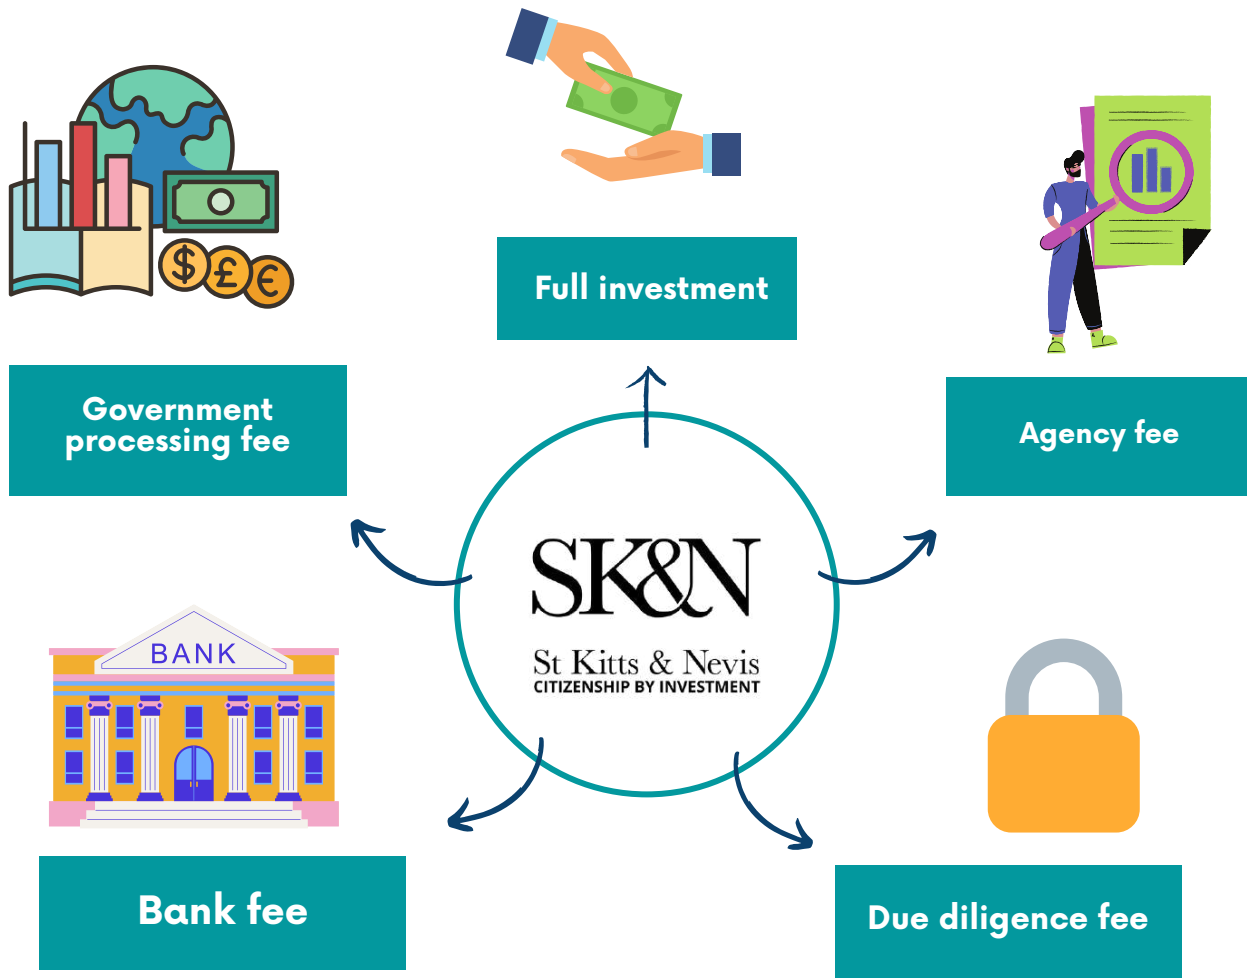 Full investment
Government
processing fee
$ £ €
Agency fee
SK&N
St Kitts & Nevis
CITIZENSHIP BY INVESTMENT
BANK
Bank fee
Due diligence fee